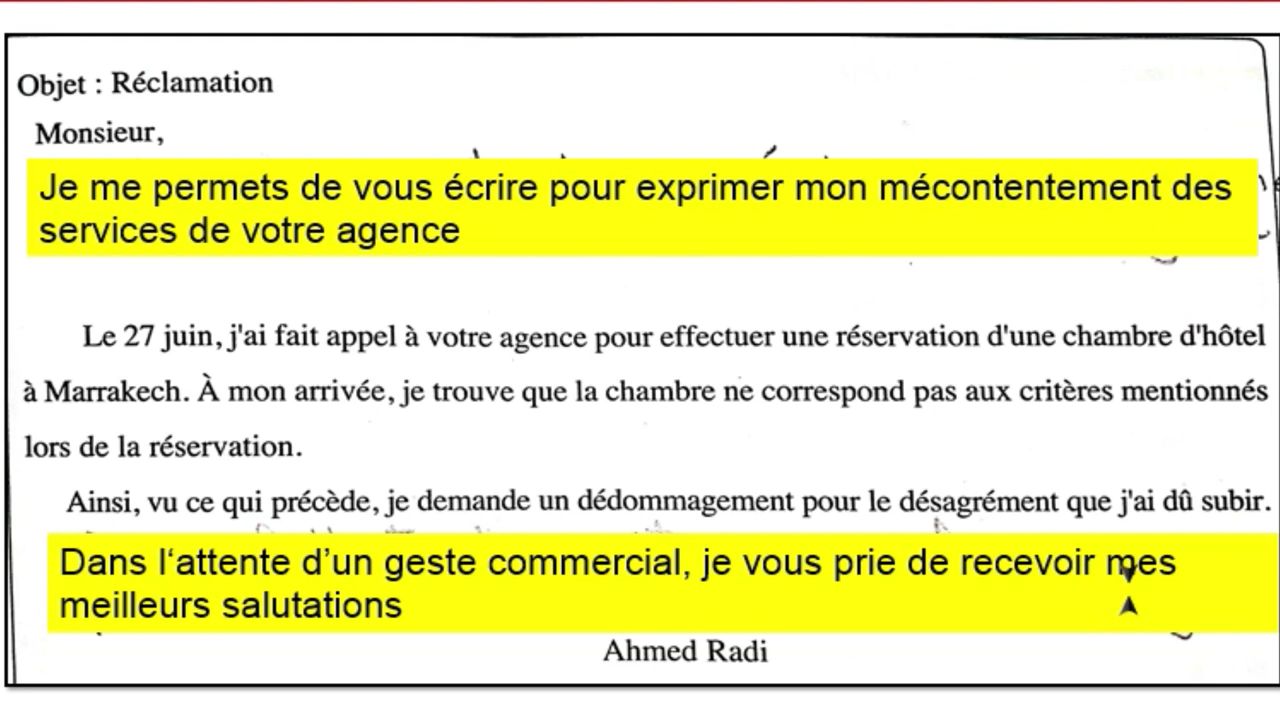 Objet : Réclamation
Monsieur,
Je me permets de vous écrire pour exprimer mon mécontentement des
services de votre agence
Le 27 juin, j'ai fait appel à votre agence pour effectuer une réservation d'une chambre d'hôtel
à Marrakech. À mon arrivée, je trouve que la chambre ne correspond pas aux critères mentionnés
lors de la réservation.
Ainsi, vu ce qui précède, je demande un dédommagement pour le désagrément que j'ai dû subir.
Dans l‘attente d’un geste commercial, je vous prie de recevoir mes
meilleurs salutations
Ahmed Radi